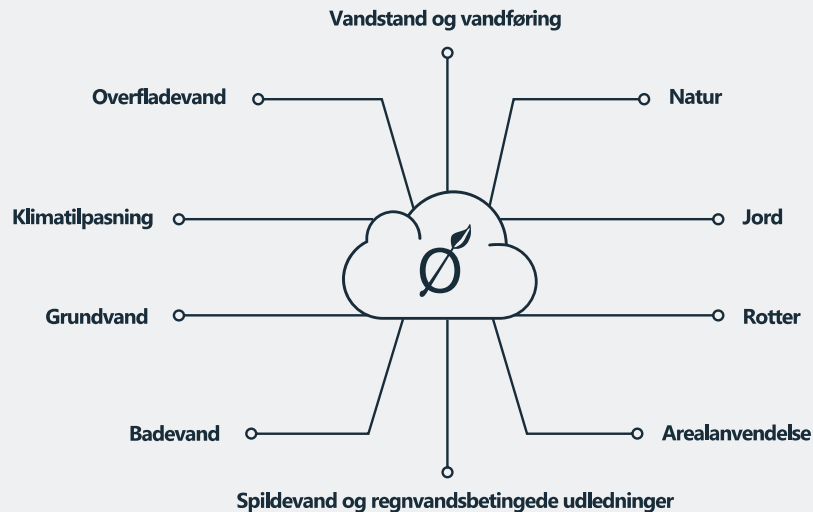 Vandstand og vandføring
Overfladevand
Natur
Klimatilpasning
Jord
Ø
Grundvand
Rotter
Badevand
Arealanvendelse
Spildevand og regnvandsbetingede udledninger